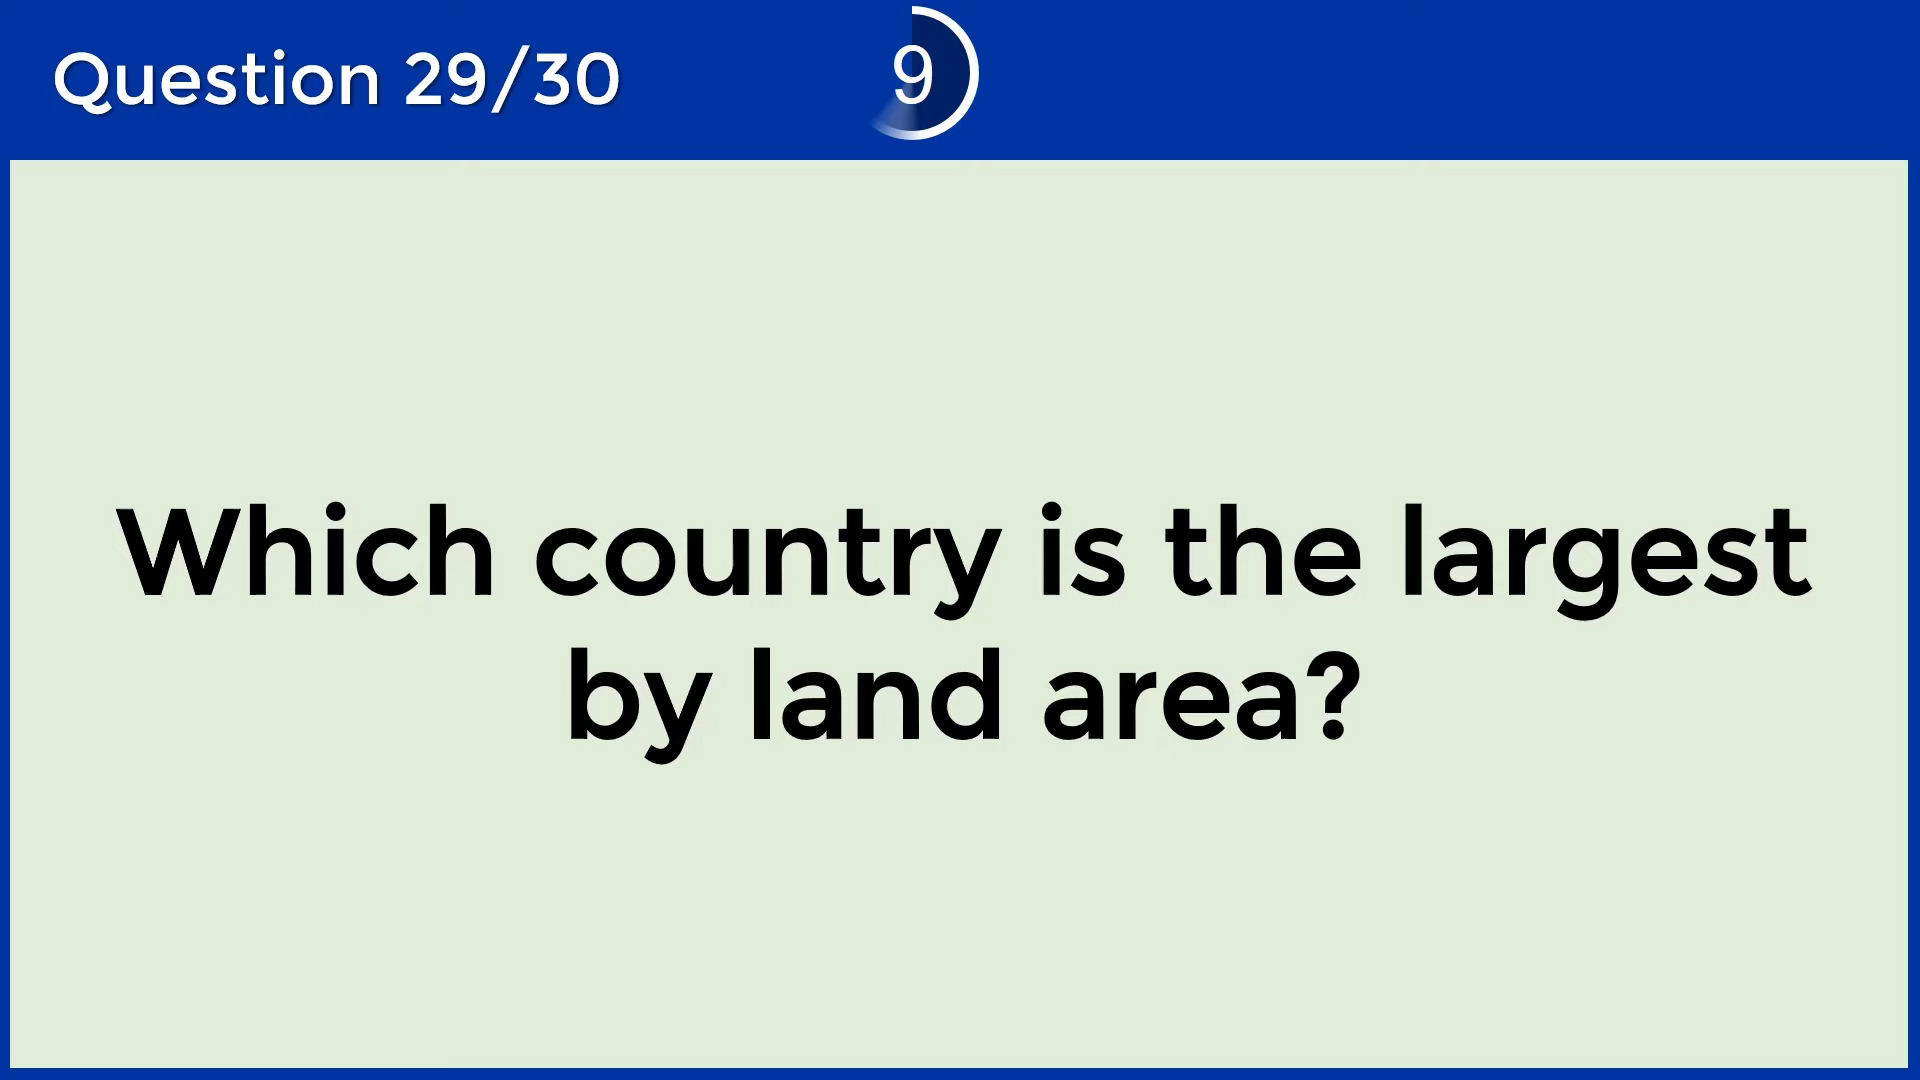 Question 29/30
9
Which country is the largest
by land area?